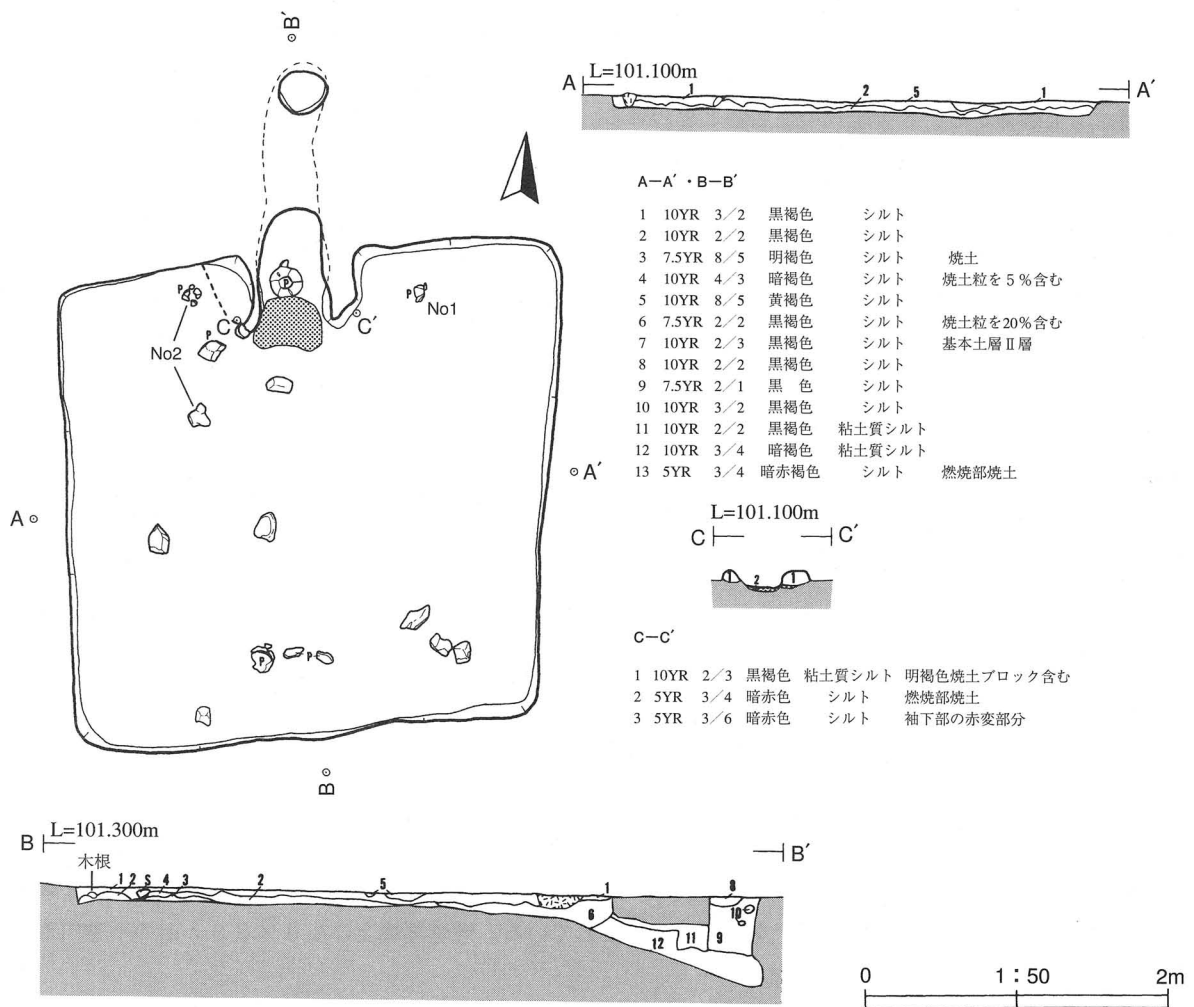 B′
A L=101.100m A′
1 2 5 1
A—A′・B—B′
1 10YR 3/2 黒褐色 シルト
2 10YR 2/2 黒褐色 シルト
3 7.5YR 8/5 明褐色 シルト 焼土
4 10YR 4/3 暗褐色 シルト 焼土粒を5%含む
5 10YR 8/5 黄褐色 シルト
6 7.5YR 2/2 黒褐色 シルト 焼土粒を20%含む
7 10YR 2/3 黒褐色 シルト 基本土層Ⅱ層
8 10YR 2/2 黒褐色 シルト
9 7.5YR 2/1 黒 色 シルト
10 10YR 3/2 黒褐色 シルト
11 10YR 2/2 黒褐色 粘土質シルト
12 10YR 3/4 暗褐色 粘土質シルト
13 5YR 3/4 暗赤褐色 シルト 燃焼部焼土
P
P P
No1
C C′
P
No2
A′
A
P P
B
L=101.100m
C C′
1 2 1
C—C′
1 10YR 2/3 黒褐色 粘土質シルト 明褐色焼土ブロック含む
2 5YR 3/4 暗赤色 シルト 燃焼部焼土
3 5YR 3/6 暗赤色 シルト 袖下部の赤変部分
B L=101.300m B′
木根
1 2 S 4 3 2 5 1 8
6 10
12 11 9
0 1:50 2m